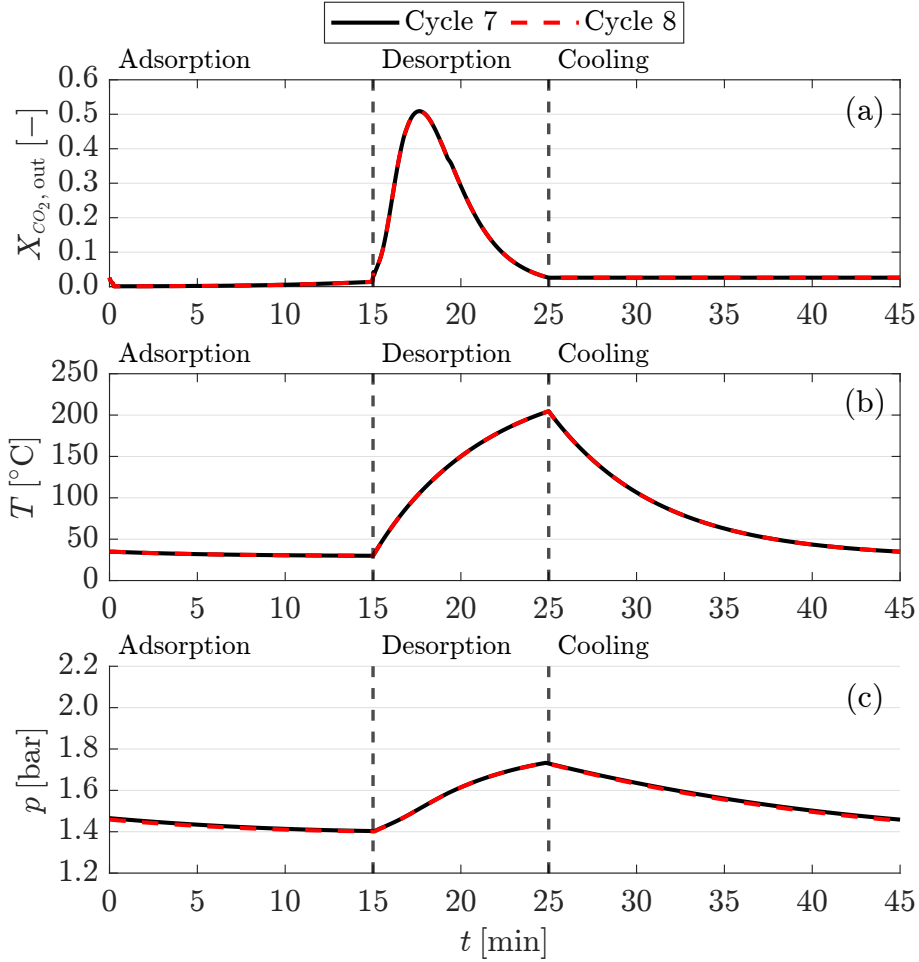 Cycle 7 Cycle 8
Adsorption Desorption Cooling
0.6
0.5
0.4
0.3
0.2
0.1
0.0
X_{CO_2, out} [−]
(a)
0 5 10 15 20 25 30 35 40 45
Adsorption Desorption Cooling
250
200
150
100
50
0
T [°C]
(b)
0 5 10 15 20 25 30 35 40 45
Adsorption Desorption Cooling
2.2
2.0
1.8
1.6
1.4
1.2
p [bar]
(c)
0 5 10 15 20 25 30 35 40 45
t [min]